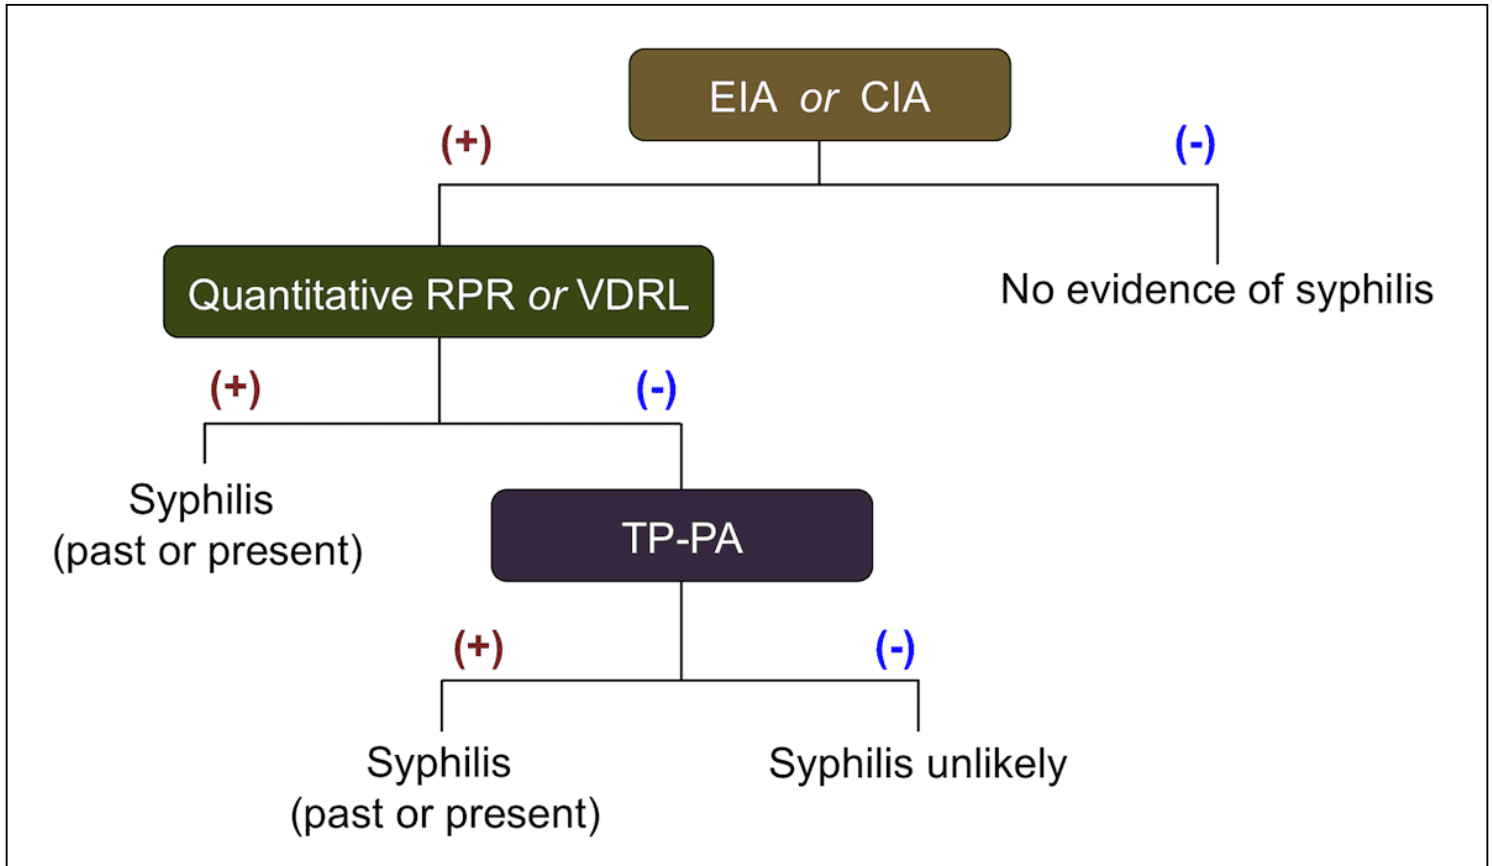 EIA or CIA
(+)
(-)
Quantitative RPR or VDRL
No evidence of syphilis
(+)
(-)
Syphilis
(past or present)
TP-PA
(+)
(-)
Syphilis
(past or present)
Syphilis unlikely